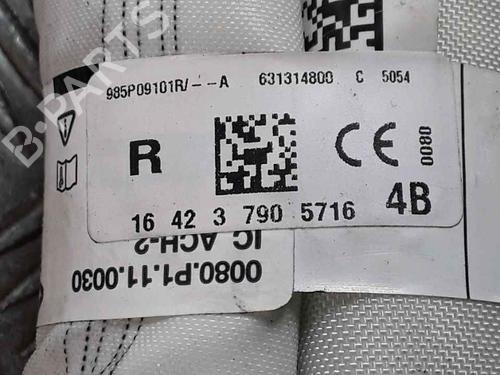 B-PARTS
985P09101R/--A 631314800 C 5054
R CE 0080
16 42 3 790 5716 4B
IC ACH-2
0080.P1.11.0030